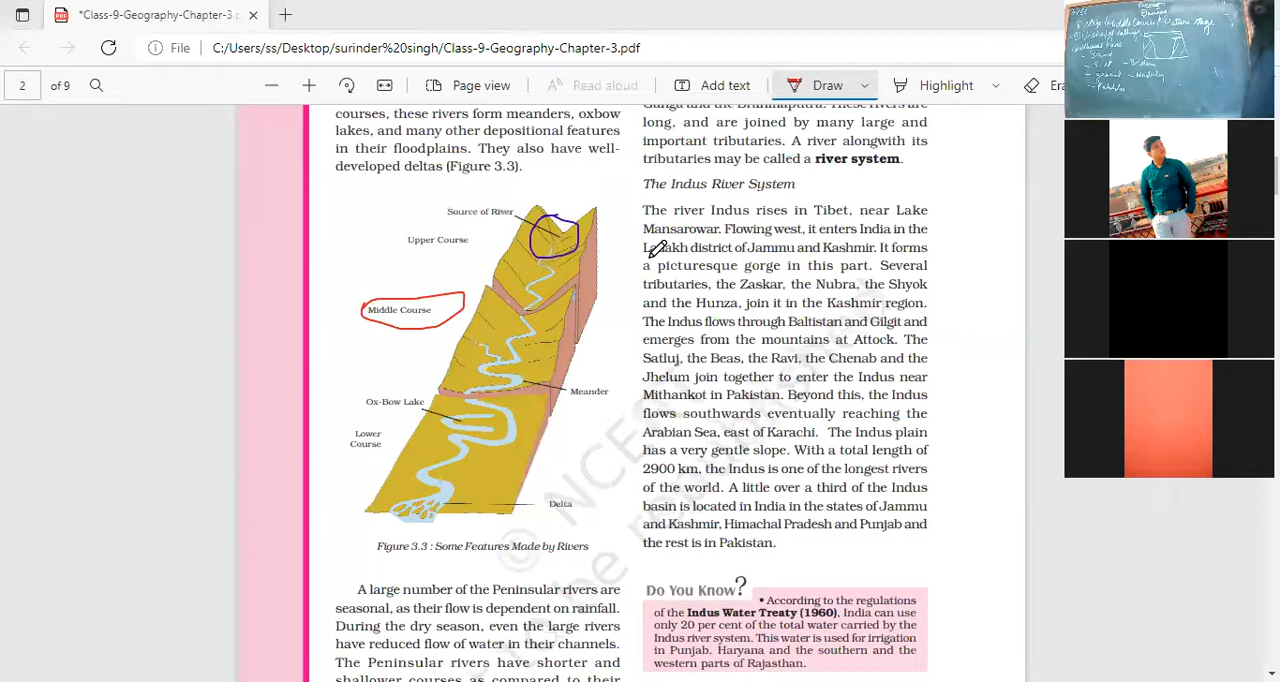 *Class-9-Geography-Chapter-3.p
File
C:/Users/ss/Desktop/surinder%20singh/Class-9-Geography-Chapter-3.pdf
2 of 9
Page view
Read aloud
Add text
Draw
Highlight
Era
courses, these rivers form meanders, oxbow
lakes, and many other depositional features
in their floodplains. They also have well-
developed deltas (Figure 3.3).
Source of River
Upper Course
Middle Course
Meander
Ox-Bow Lake
Lower
Course
Delta
Figure 3.3 : Some Features Made by Rivers
A large number of the Peninsular rivers are
seasonal, as their flow is dependent on rainfall.
During the dry season, even the large rivers
have reduced flow of water in their channels.
The Peninsular rivers have shorter and
shallower courses as compared to their
Ganga and the Brahmaputra. These rivers are
long, and are joined by many large and
important tributaries. A river alongwith its
tributaries may be called a river system.
The Indus River System
The river Indus rises in Tibet, near Lake
Mansarowar. Flowing west, it enters India in the
Ladakh district of Jammu and Kashmir. It forms
a picturesque gorge in this part. Several
tributaries, the Zaskar, the Nubra, the Shyok
and the Hunza, join it in the Kashmir region.
The Indus flows through Baltistan and Gilgit and
emerges from the mountains at Attock. The
Satluj, the Beas, the Ravi, the Chenab and the
Jhelum join together to enter the Indus near
Mithankot in Pakistan. Beyond this, the Indus
flows southwards eventually reaching the
Arabian Sea, east of Karachi. The Indus plain
has a very gentle slope. With a total length of
2900 km, the Indus is one of the longest rivers
of the world. A little over a third of the Indus
basin is located in India in the states of Jammu
and Kashmir, Himachal Pradesh and Punjab and
the rest is in Pakistan.
Do You Know?
• According to the regulations
of the Indus Water Treaty (1960), India can use
only 20 per cent of the total water carried by the
Indus river system. This water is used for irrigation
in Punjab, Haryana and the southern and the
western parts of Rajasthan.
© NCERT